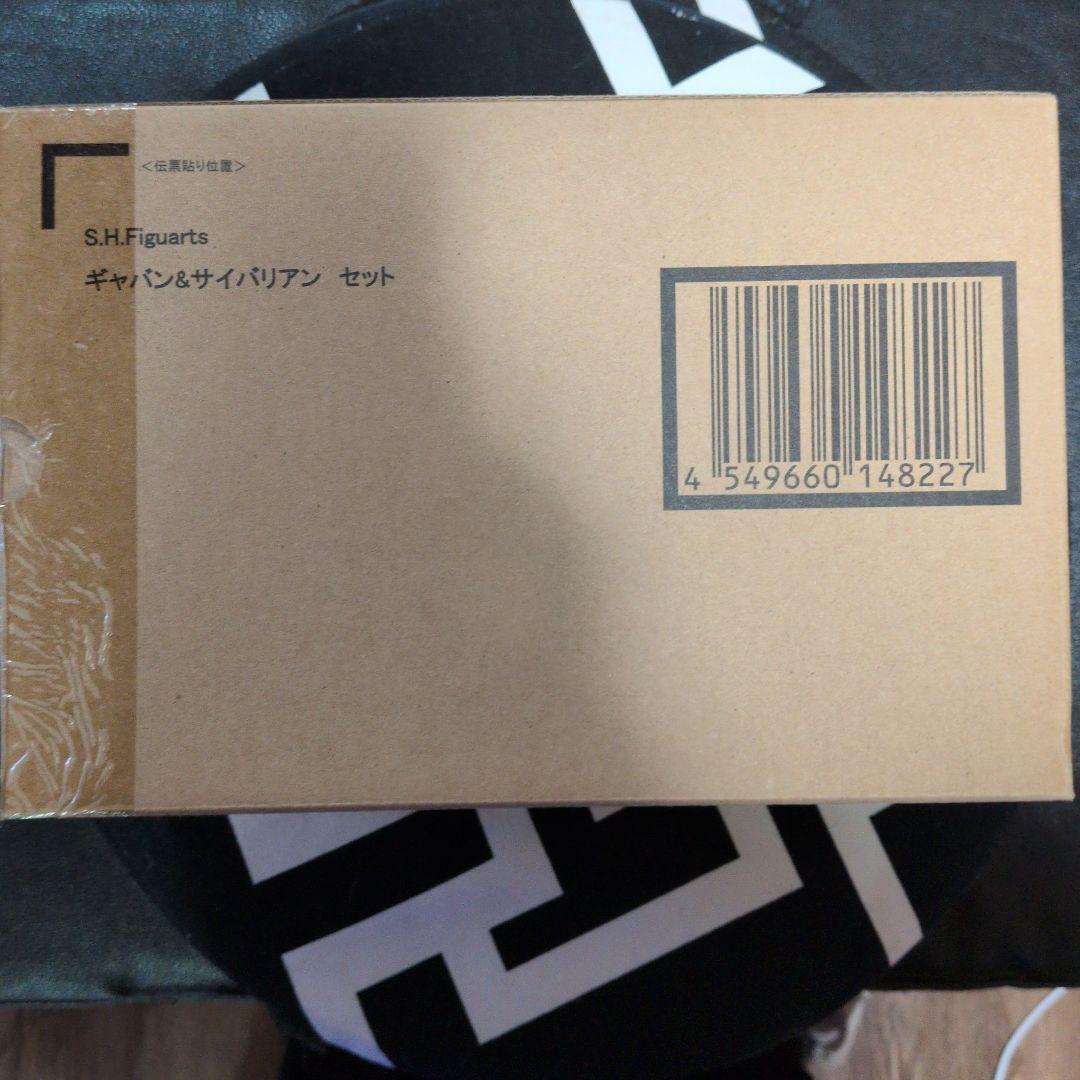 ＜伝票貼り位置＞
S.H.Figuarts
ギャバン&サイバリアン　セット
4 549660 148227